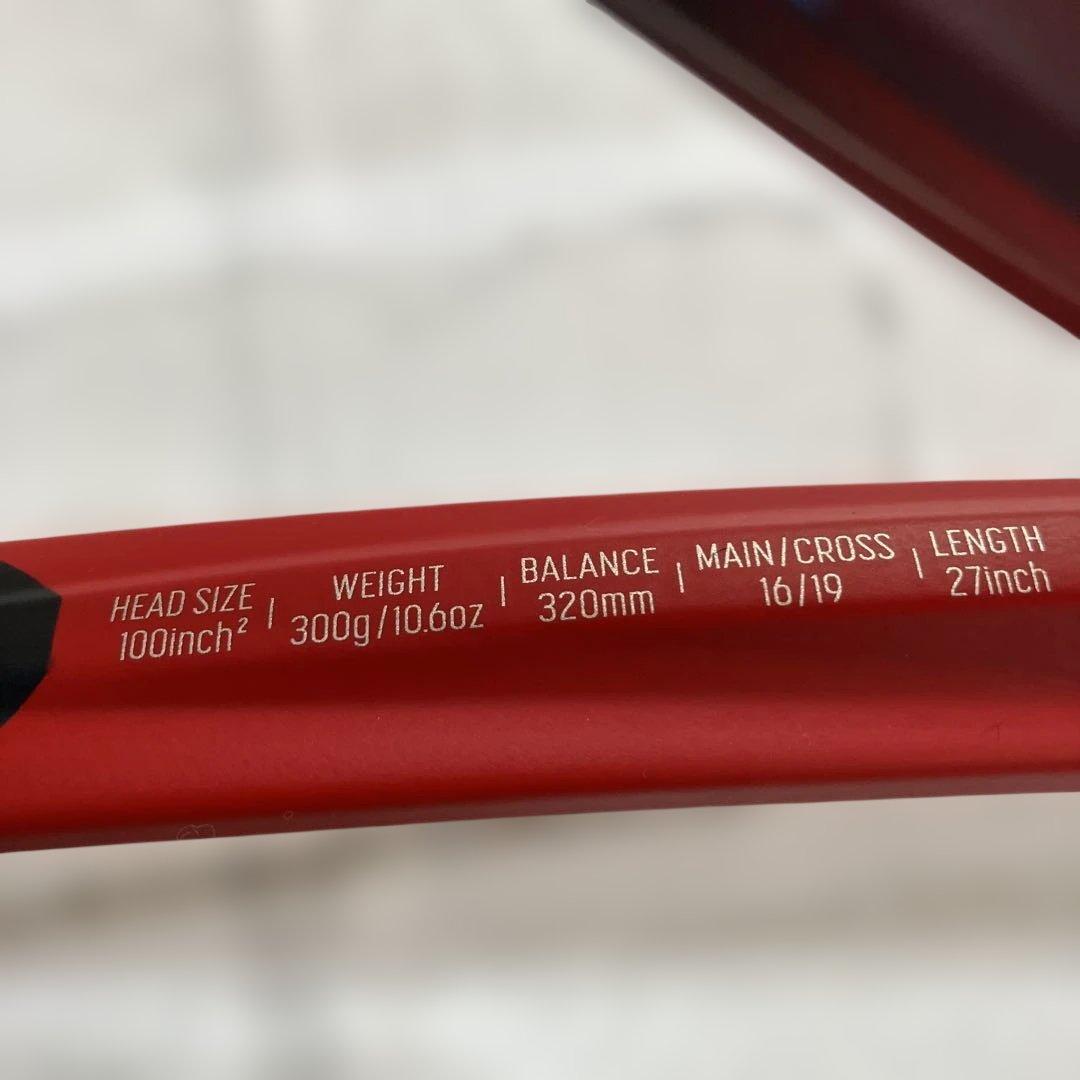 HEAD SIZE | WEIGHT | BALANCE | MAIN/CROSS | LENGTH
100inch² 300g/10.6oz 320mm 16/19 27inch